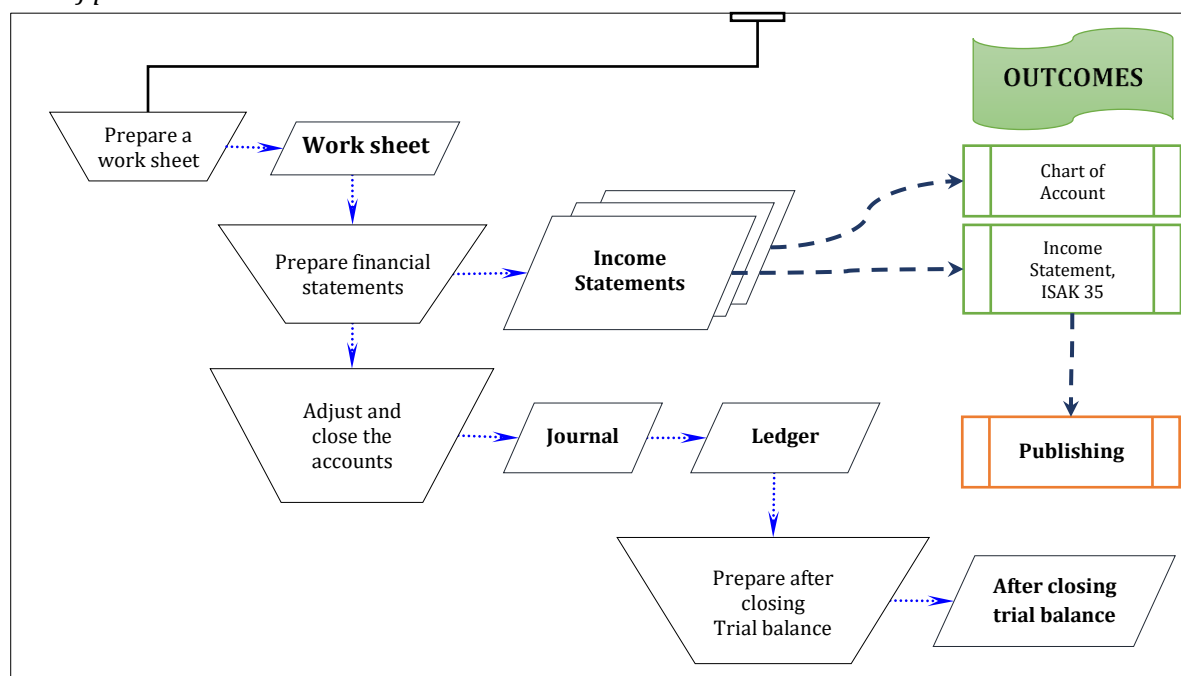 OUTCOMES
Prepare a
work sheet
Work sheet
Chart of
Account
Prepare financial
statements
Income
Statements
Income
Statement,
ISAK 35
Adjust and
close the
accounts
Journal
Ledger
Publishing
Prepare after
closing
Trial balance
After closing
trial balance